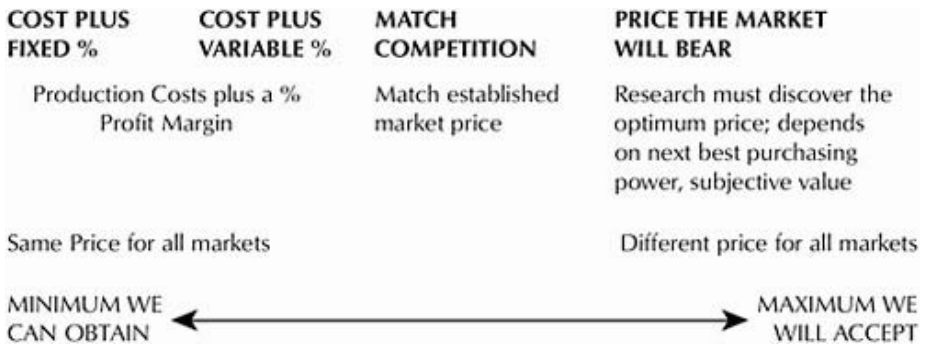 COST PLUS
FIXED %
COST PLUS
VARIABLE %
MATCH
COMPETITION
PRICE THE MARKET
WILL BEAR
Production Costs plus a %
Profit Margin
Match established
market price
Research must discover the
optimum price; depends
on next best purchasing
power, subjective value
Same Price for all markets
Different price for all markets
MINIMUM WE
CAN OBTAIN
MAXIMUM WE
WILL ACCEPT